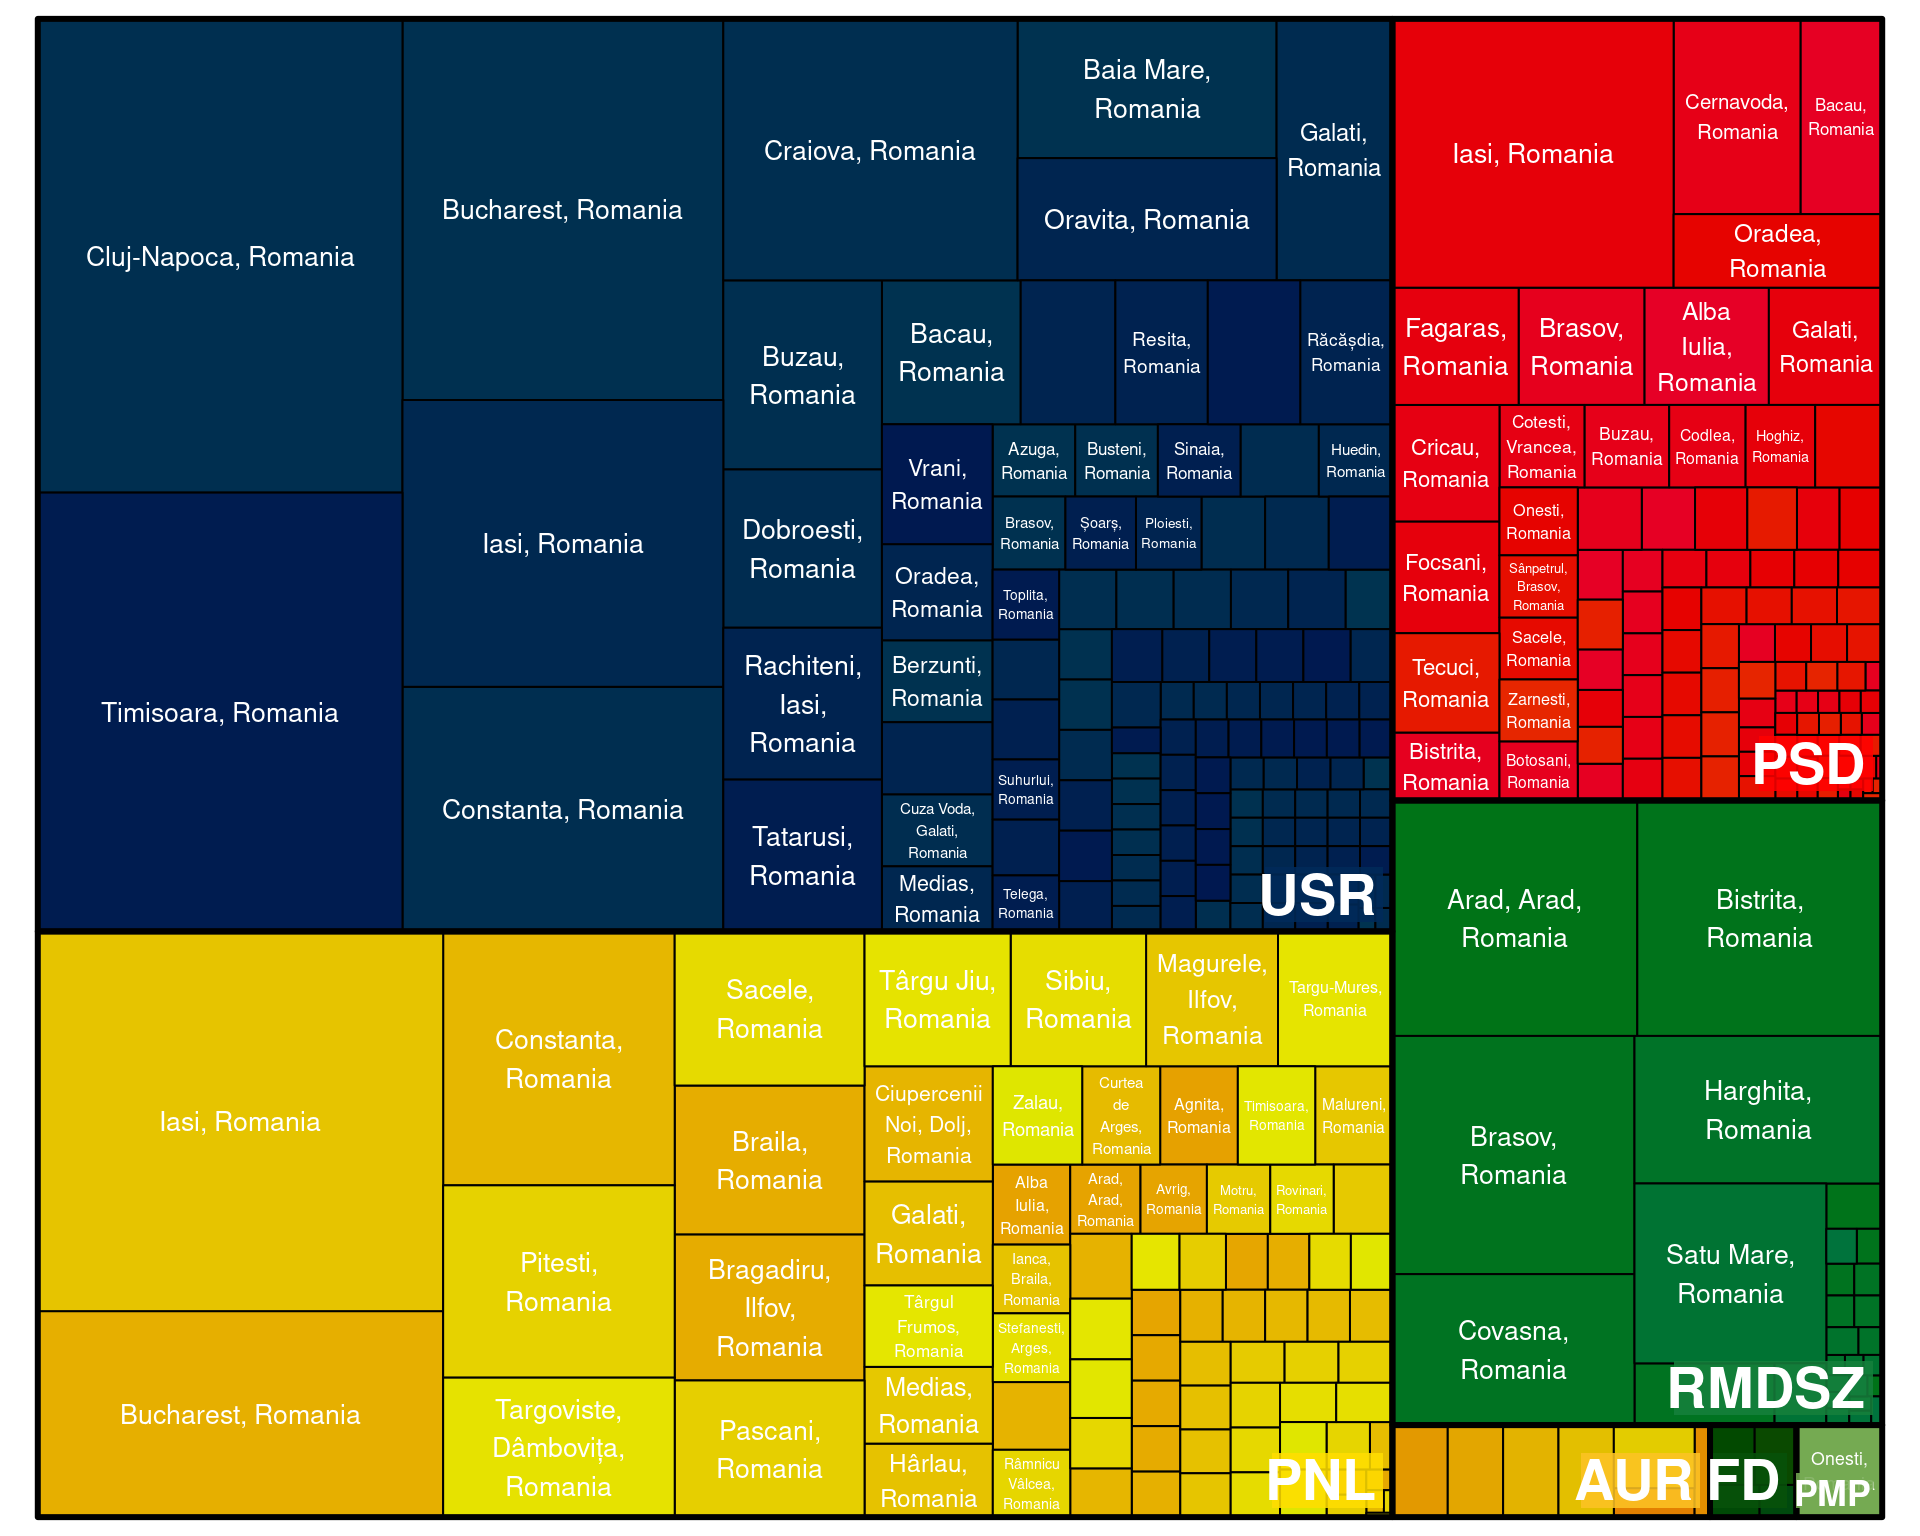 Cluj-Napoca, Romania
Timisoara, Romania
Bucharest, Romania
Iasi, Romania
Constanta, Romania
Craiova, Romania
Baia Mare,
Romania
Oravita, Romania
Galati,
Romania
Buzau,
Romania
Dobroesti,
Romania
Rachiteni,
Iasi,
Romania
Tatarusi,
Romania
Bacau,
Romania
Resita,
Romania
Răcășdia,
Romania
Vrani,
Romania
Oradea,
Romania
Berzunti,
Romania
Cuza Voda,
Galati,
Romania
Medias,
Romania
Azuga,
Romania
Busteni,
Romania
Sinaia,
Romania
Huedin,
Romania
Brasov,
Romania
Șoarș,
Romania
Ploiesti,
Romania
Toplita,
Romania
Suhurlui,
Romania
Telega,
Romania
USR
Iasi, Romania
Cernavoda,
Romania
Bacau,
Romania
Oradea,
Romania
Fagaras,
Romania
Brasov,
Romania
Alba
Iulia,
Romania
Galati,
Romania
Cricau,
Romania
Focsani,
Romania
Tecuci,
Romania
Bistrita,
Romania
Cotesti,
Vrancea,
Romania
Buzau,
Romania
Codlea,
Romania
Hoghiz,
Romania
Onesti,
Romania
Sânpetrul,
Brasov,
Romania
Sacele,
Romania
Zarnesti,
Romania
Botosani,
Romania
PSD
Iasi, Romania
Bucharest, Romania
Constanta,
Romania
Pitesti,
Romania
Targoviste,
Dâmbovița,
Romania
Sacele,
Romania
Braila,
Romania
Bragadiru,
Ilfov,
Romania
Pascani,
Romania
Târgu Jiu,
Romania
Sibiu,
Romania
Magurele,
Ilfov,
Romania
Targu-Mures,
Romania
Ciupercenii
Noi, Dolj,
Romania
Galati,
Romania
Târgul
Frumos,
Romania
Medias,
Romania
Hârlau,
Romania
Zalau,
Romania
Curtea
de
Arges,
Romania
Agnita,
Romania
Timisoara,
Romania
Malureni,
Romania
Alba
Iulia,
Romania
Arad,
Arad,
Romania
Avrig,
Romania
Motru,
Romania
Rovinari,
Romania
Ianca,
Braila,
Romania
Stefanesti,
Arges,
Romania
Râmnicu
Vâlcea,
Romania
PNL
Arad, Arad,
Romania
Bistrita,
Romania
Brasov,
Romania
Harghita,
Romania
Covasna,
Romania
Satu Mare,
Romania
RMDSZ
AUR
FD
Onesti,
PMP